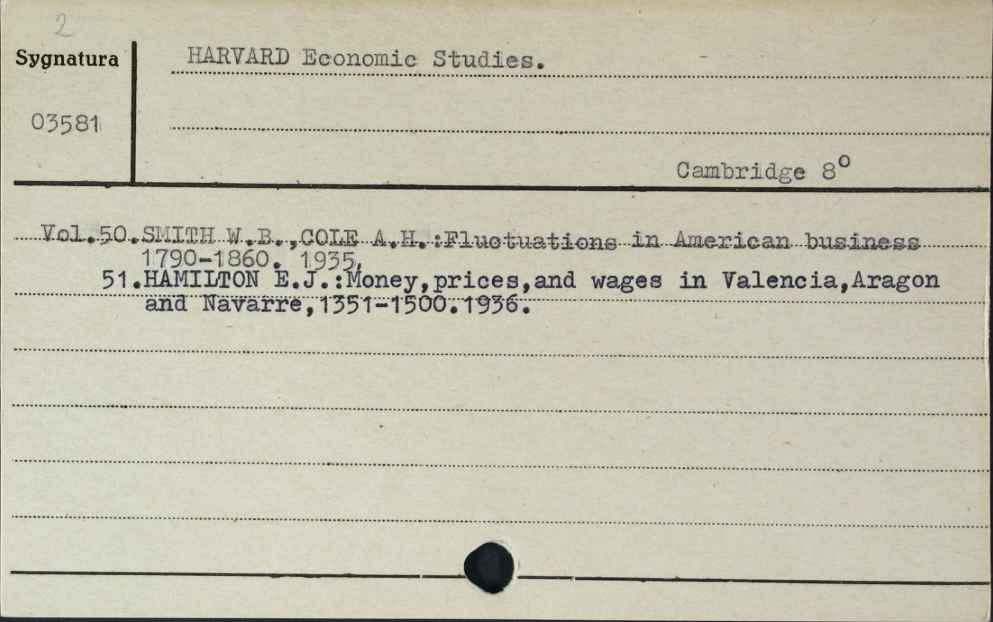 2
Sygnatura
HARVARD Economic Studies.
03581
Cambridge 8°
Vol.50.SMITH W.B.,COLE A.H.:Fluctuations in American business
1790-1860. 1935.
51.HAMILTON E.J.:Money,prices,and wages in Valencia,Aragon
and Navarre,1351-1500.1936.